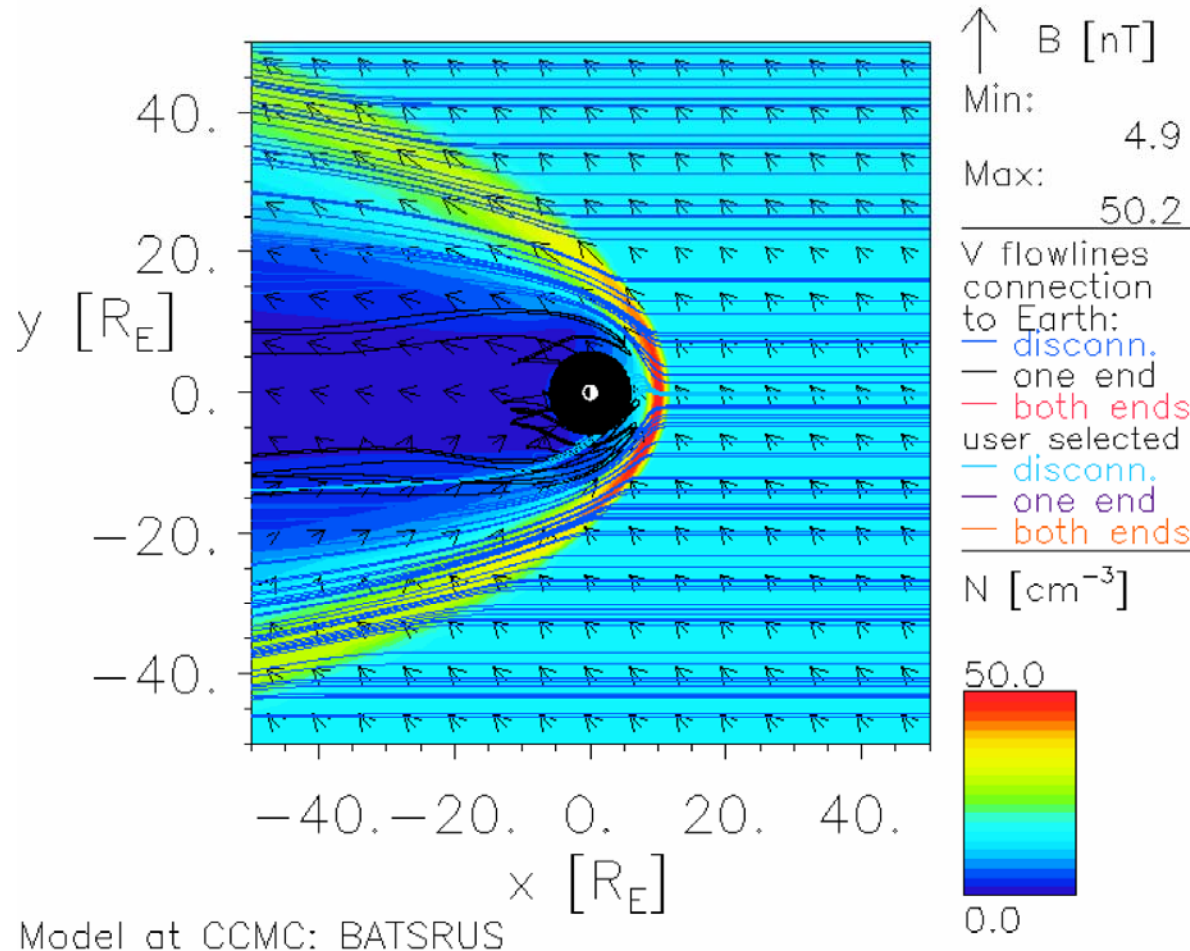 B [nT]
Min:
4.9
Max:
50.2
V flowlines
connection
to Earth:
disconn.
one end
both ends
user selected
disconn.
one end
both ends
N [cm⁻³]
50.0
0.0
40.
20.
0.
−20.
−40.
y [R_E]
−40. −20. 0. 20. 40.
x [R_E]
Model at CCMC: BATSRUS